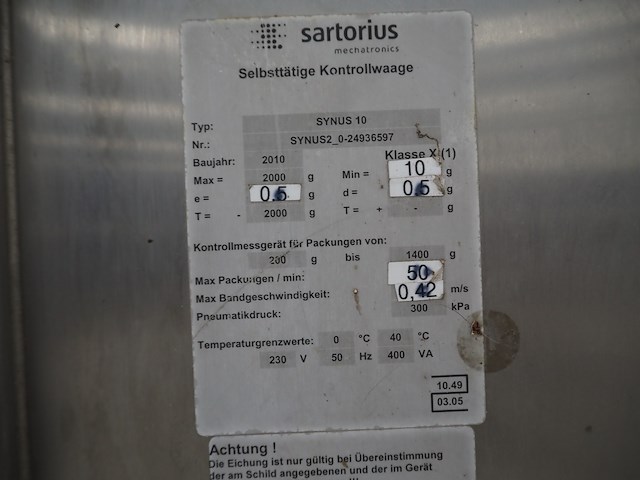 sartorius
mechatronics
Selbsttätige Kontrollwaage
Typ: SYNUS 10
Nr.: SYNUS2_0-24936597
Baujahr: 2010 Klasse X (1)
Max = 2000 g Min = 10 g
e = 0.5 g d = 0.5 g
T = - 2000 g T = + - g
Kontrollmessgerät für Packungen von:
200 g bis 1400 g
Max Packungen / min: 50
Max Bandgeschwindigkeit: 0,42 m/s
Pneumatikdruck: 300 kPa
Temperaturgrenzwerte: 0 °C 40 °C
230 V 50 Hz 400 VA
10.49
03.05
Achtung !
Die Eichung ist nur gültig bei Übereinstimmung
der am Schild angegebenen und der im Gerät